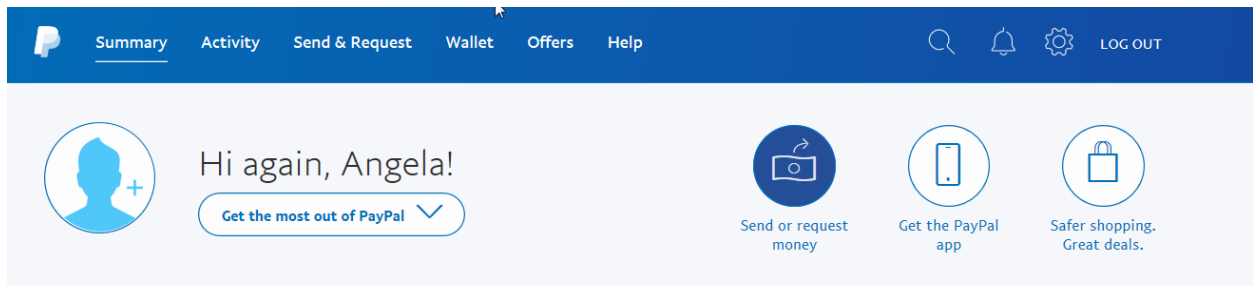 Summary Activity Send & Request Wallet Offers Help LOG OUT
Hi again, Angela!
Get the most out of PayPal
Send or request
money
Get the PayPal
app
Safer shopping.
Great deals.